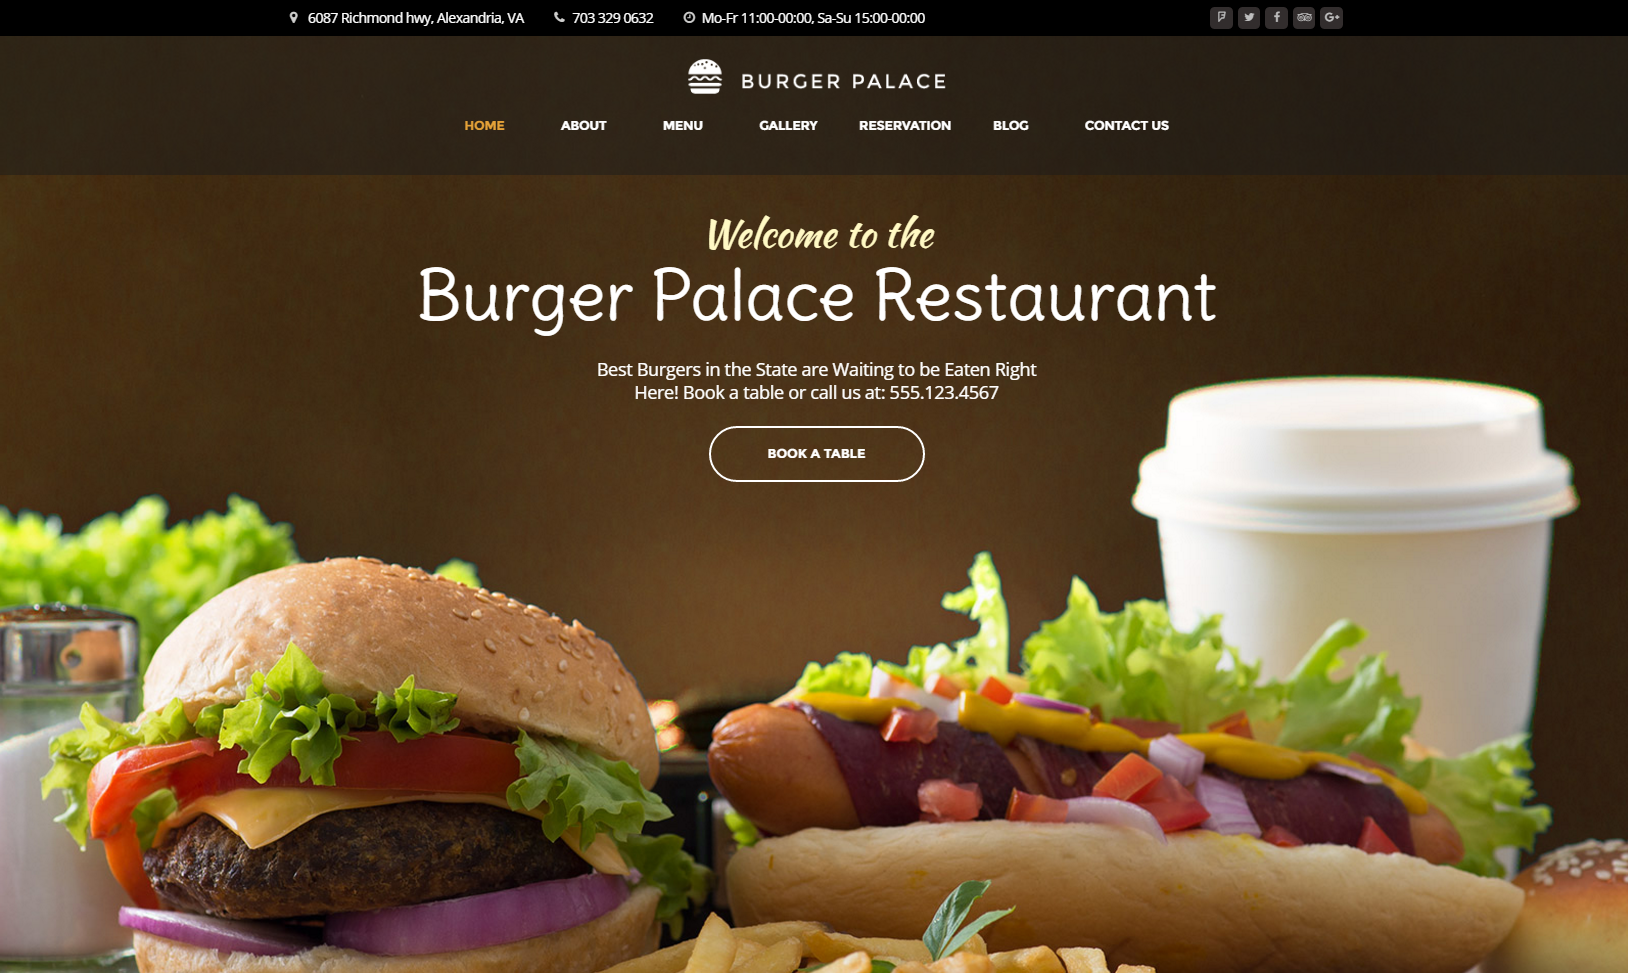 6087 Richmond hwy, Alexandria, VA
703 329 0632
Mo-Fr 11:00-00:00, Sa-Su 15:00-00:00
BURGER PALACE
HOME
ABOUT
MENU
GALLERY
RESERVATION
BLOG
CONTACT US
Welcome to the
Burger Palace Restaurant
Best Burgers in the State are Waiting to be Eaten Right
Here! Book a table or call us at: 555.123.4567
BOOK A TABLE